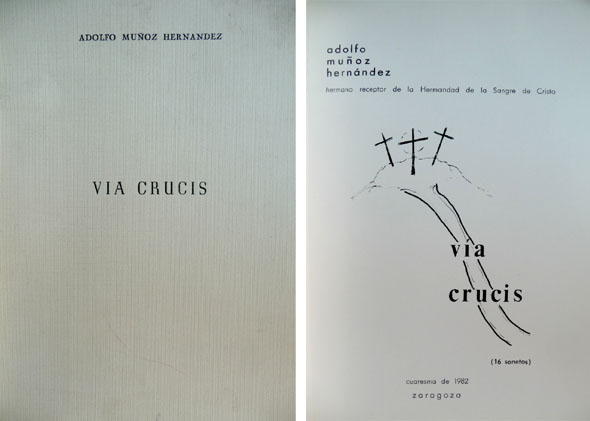 ADOLFO MUÑOZ HERNANDEZ
VIA CRUCIS
adolfo
muñoz
hernández
hermano receptor de la Hermandad de la Sangre de Cristo
vía
crucis
(16 sonetos)
cuaresma de 1982
zaragoza